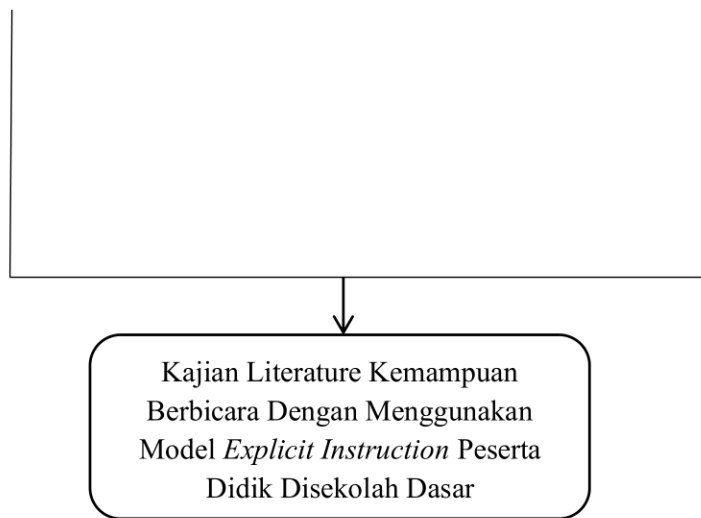 Kajian Literature Kemampuan
Berbicara Dengan Menggunakan
Model Explicit Instruction Peserta
Didik Disekolah Dasar